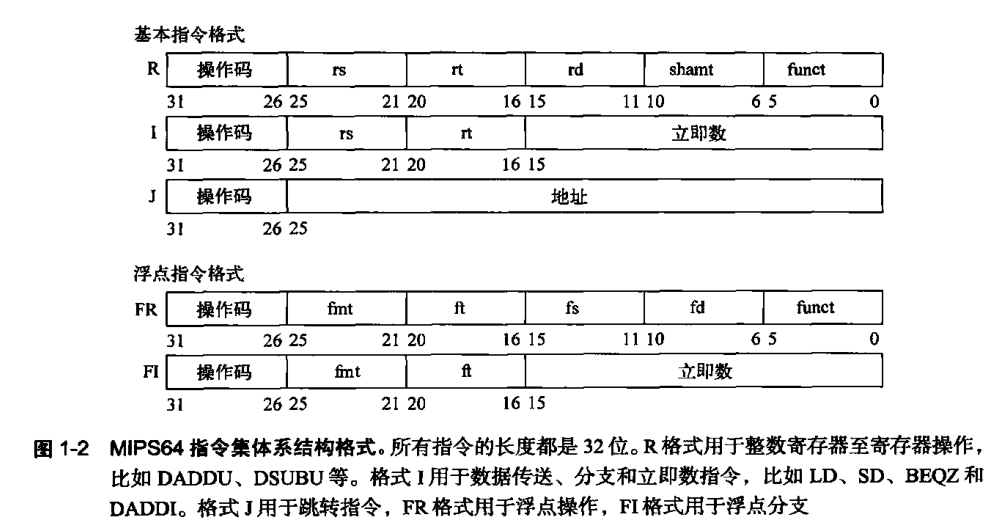 基本指令格式
R 操作码 rs rt rd shamt funct
31 26 25 21 20 16 15 11 10 6 5 0
I 操作码 rs rt 立即数
31 26 25 21 20 16 15
J 操作码 地址
31 26 25
浮点指令格式
FR 操作码 fmt ft fs fd funct
31 26 25 21 20 16 15 11 10 6 5 0
FI 操作码 fmt ft 立即数
31 26 25 21 20 16 15
图 1-2 MIPS64 指令集体系结构格式。所有指令的长度都是 32 位。R 格式用于整数寄存器至寄存器操作,
比如 DADDU、DSUBU 等。格式 I 用于数据传送、分支和立即数指令，比如 LD、SD、BEQZ 和
DADDI。格式 J 用于跳转指令，FR 格式用于浮点操作，FI 格式用于浮点分支